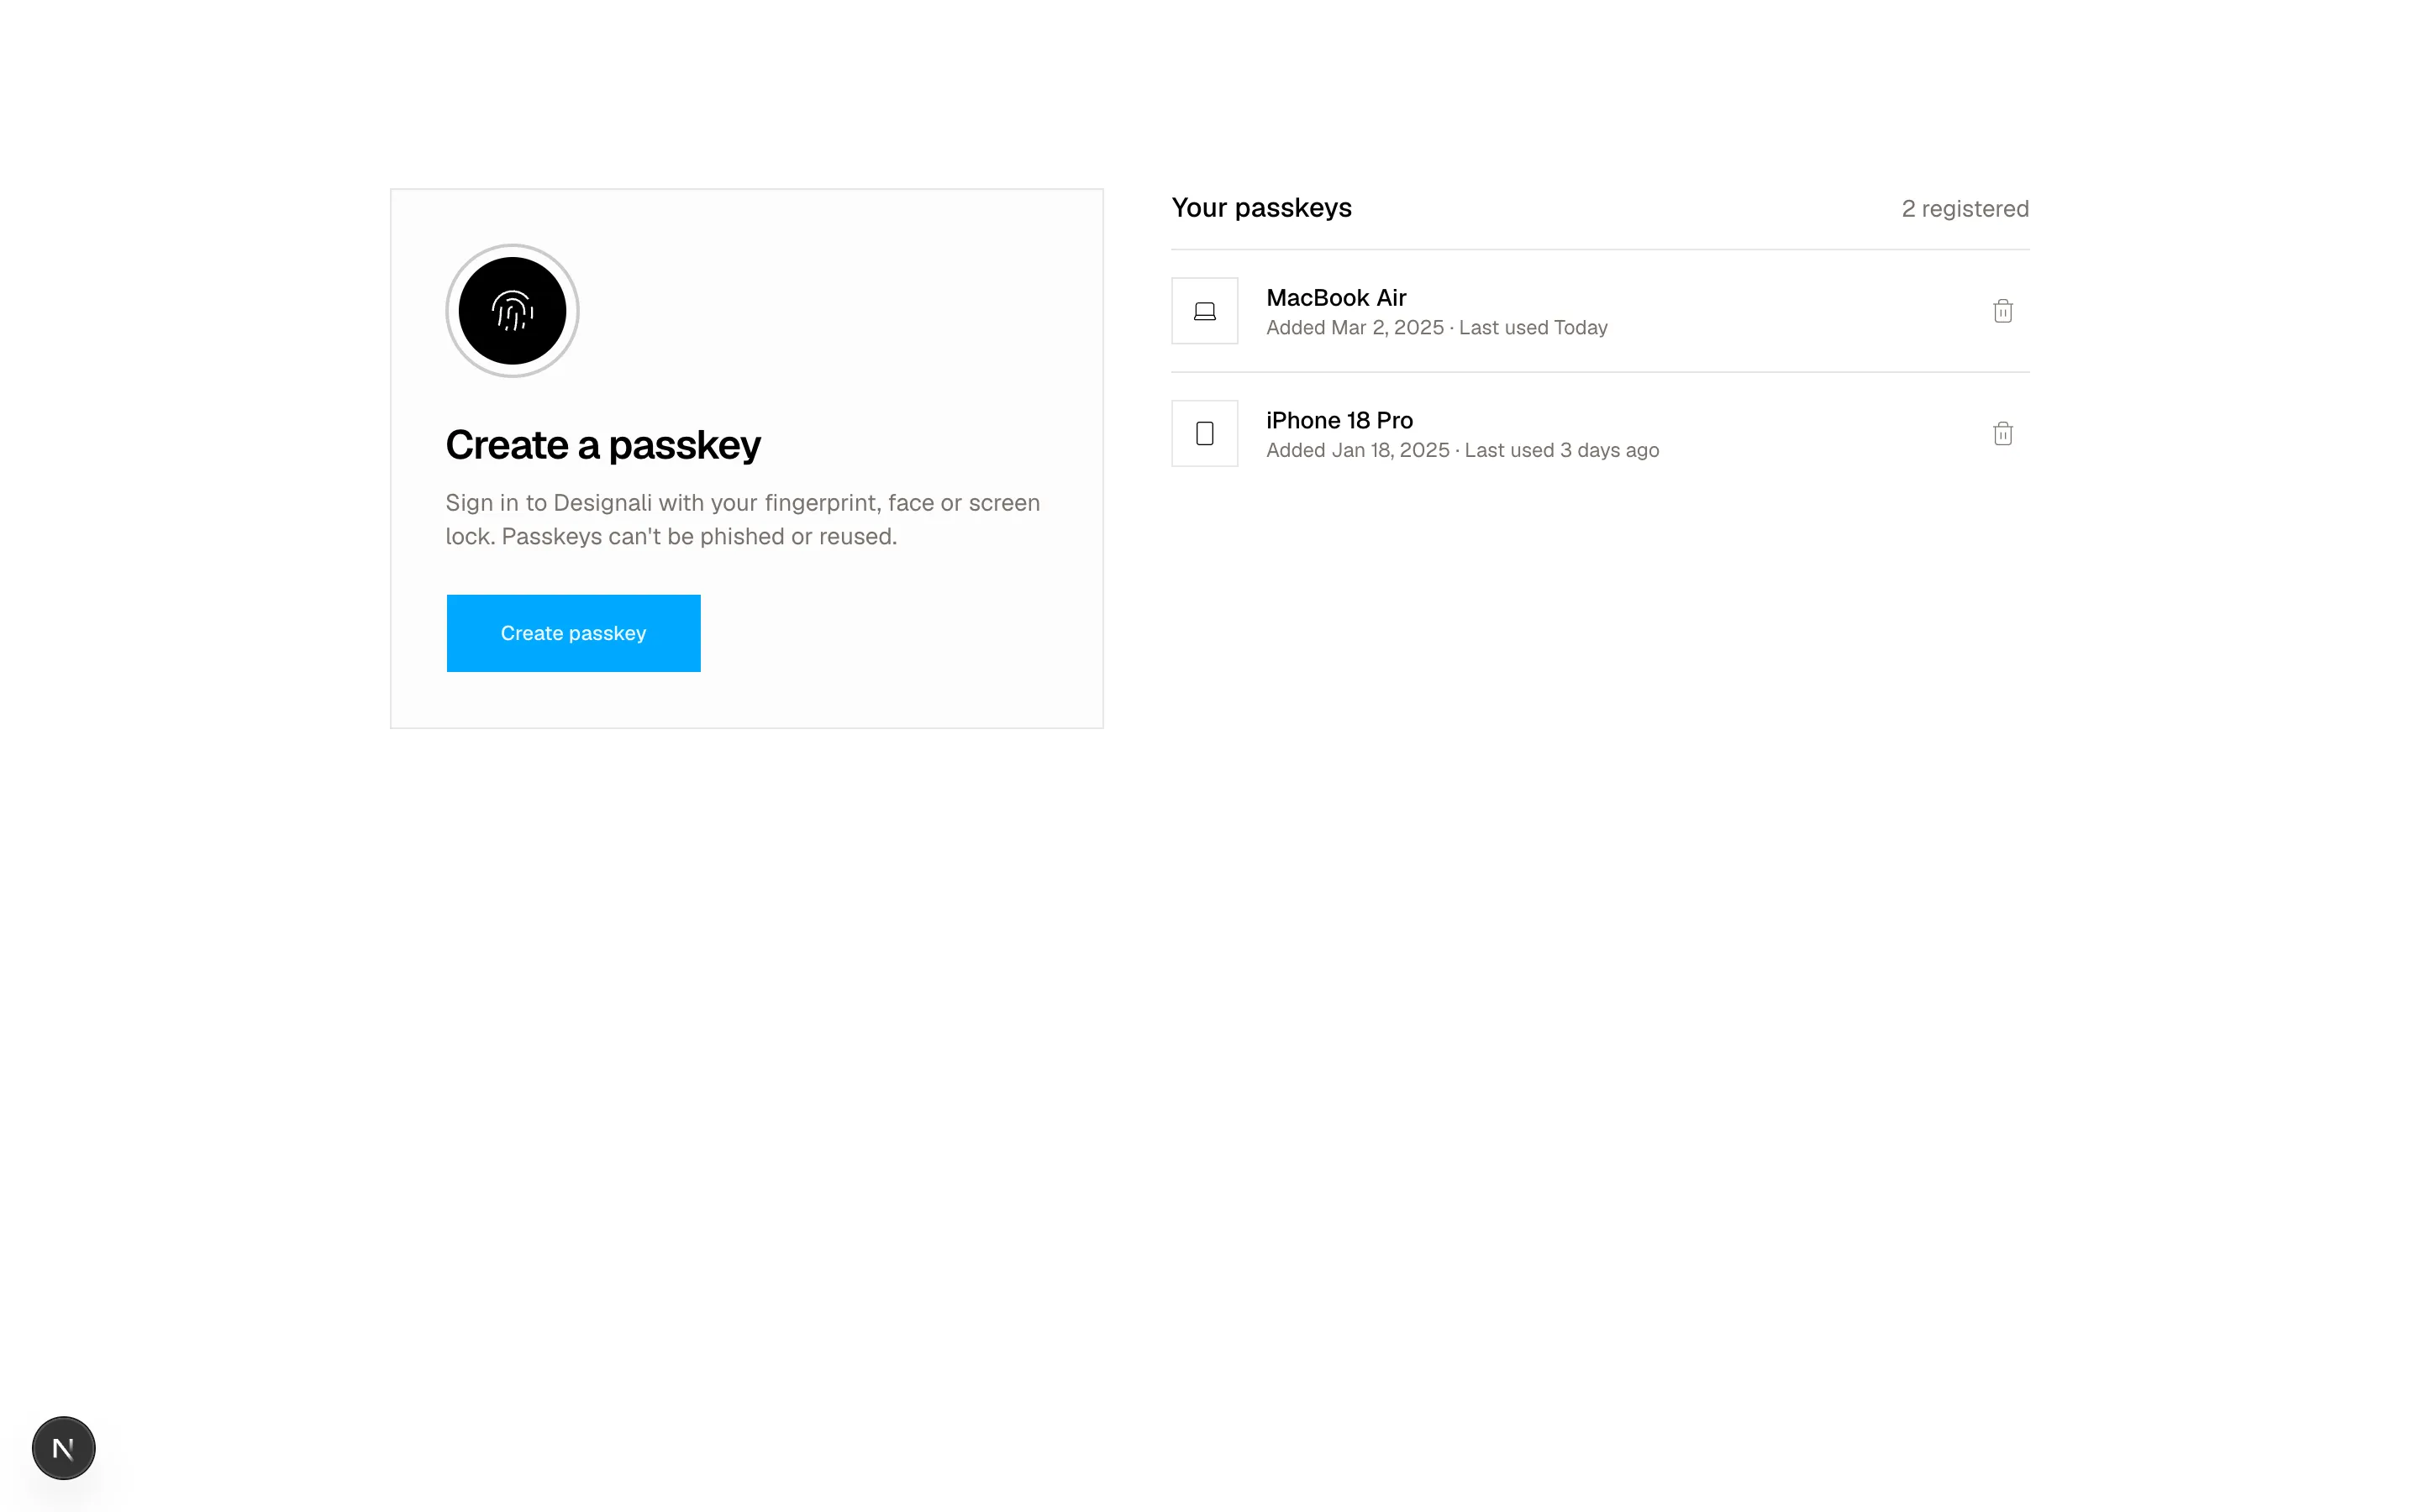 Create a passkey
Sign in to Designali with your fingerprint, face or screen
lock. Passkeys can't be phished or reused.
Create passkey
Your passkeys
2 registered
MacBook Air
Added Mar 2, 2025 · Last used Today
iPhone 18 Pro
Added Jan 18, 2025 · Last used 3 days ago
N